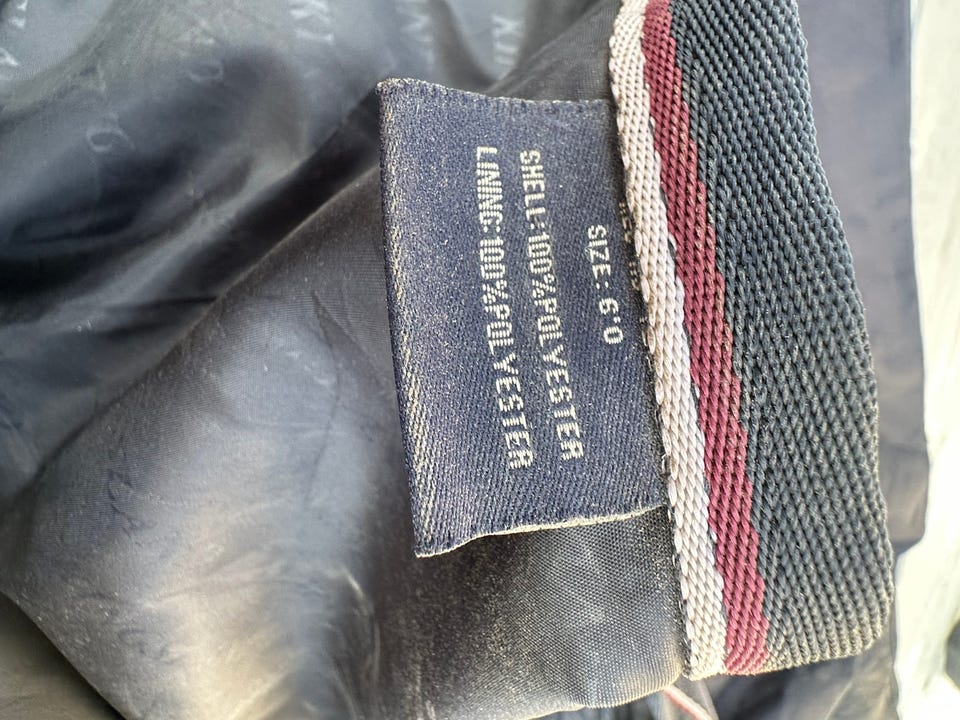 SIZE: 6'0
SHELL:100%POLYESTER
LINING:100%POLYESTER